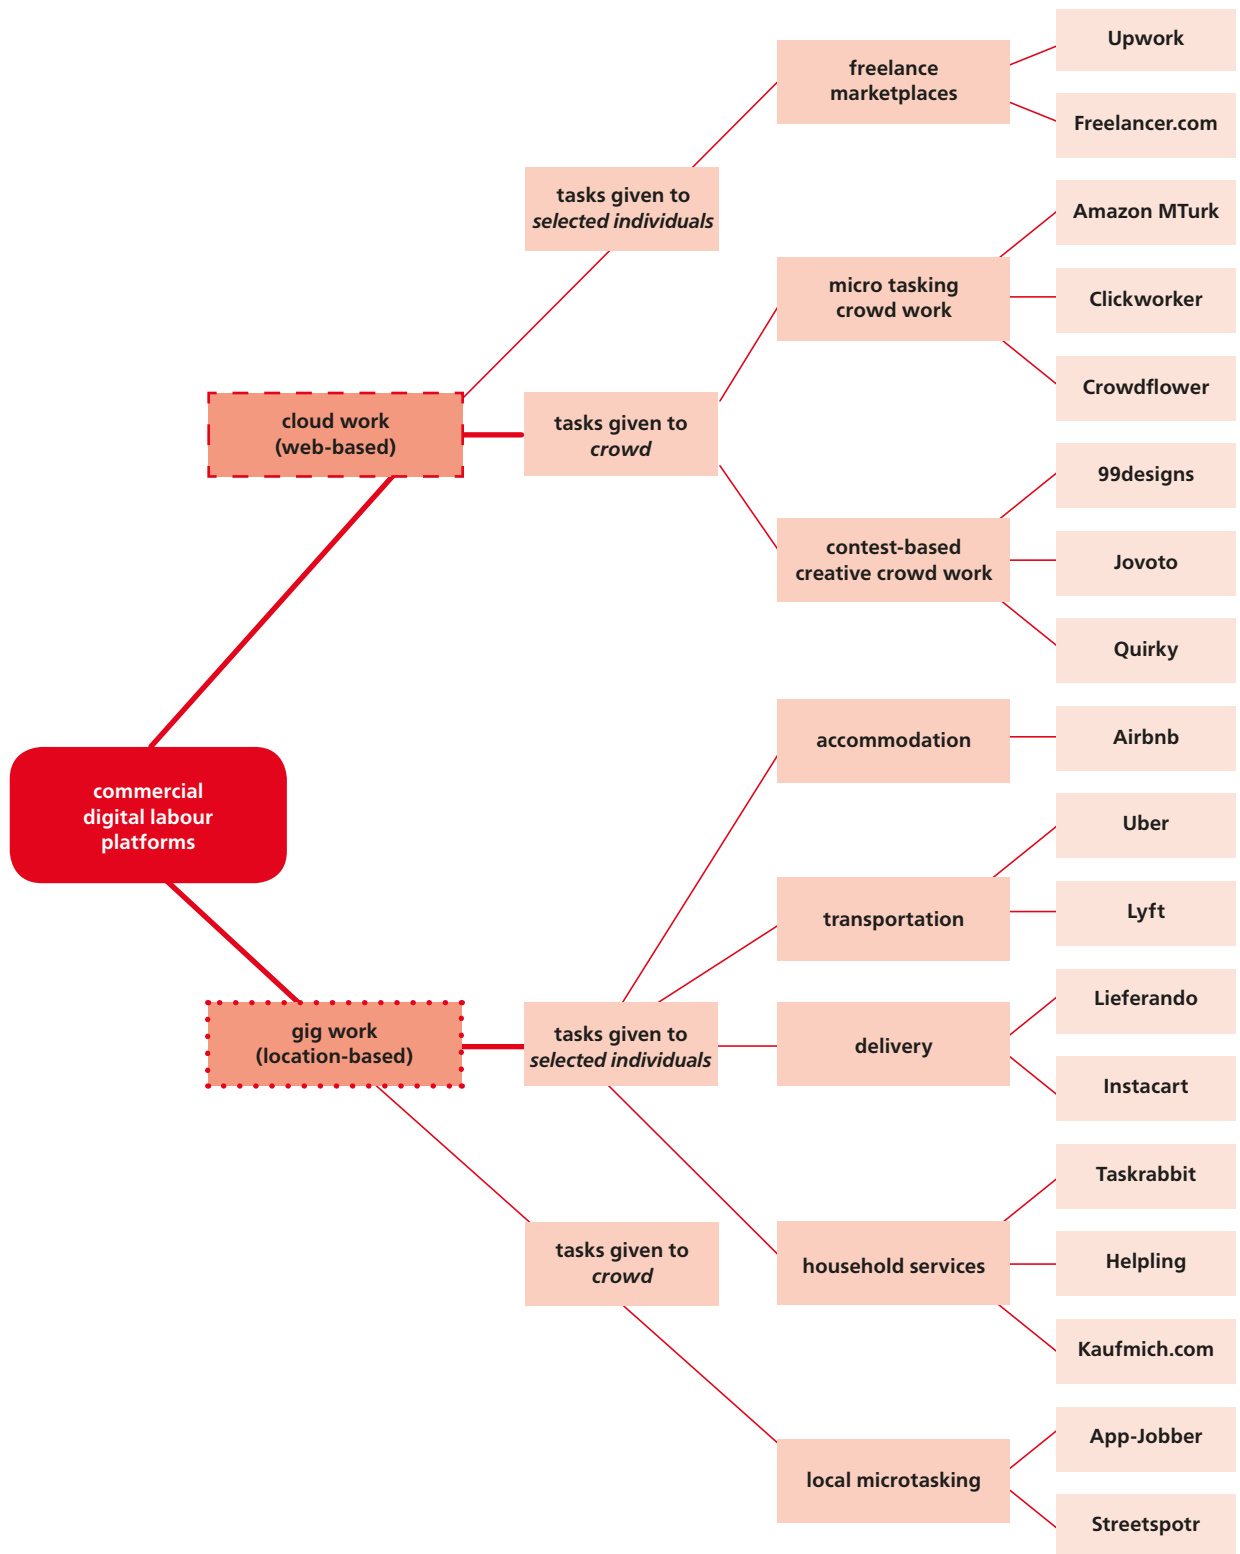 Upwork
freelance
marketplaces
Freelancer.com
tasks given to
selected individuals
Amazon MTurk
micro tasking
crowd work
Clickworker
Crowdflower
cloud work
(web-based)
tasks given to
crowd
99designs
contest-based
creative crowd work
Jovoto
Quirky
accommodation
Airbnb
commercial
digital labour
platforms
Uber
transportation
Lyft
Lieferando
gig work
(location-based)
tasks given to
selected individuals
delivery
Instacart
Taskrabbit
tasks given to
crowd
household services
Helpling
Kaufmich.com
App-Jobber
local microtasking
Streetspotr